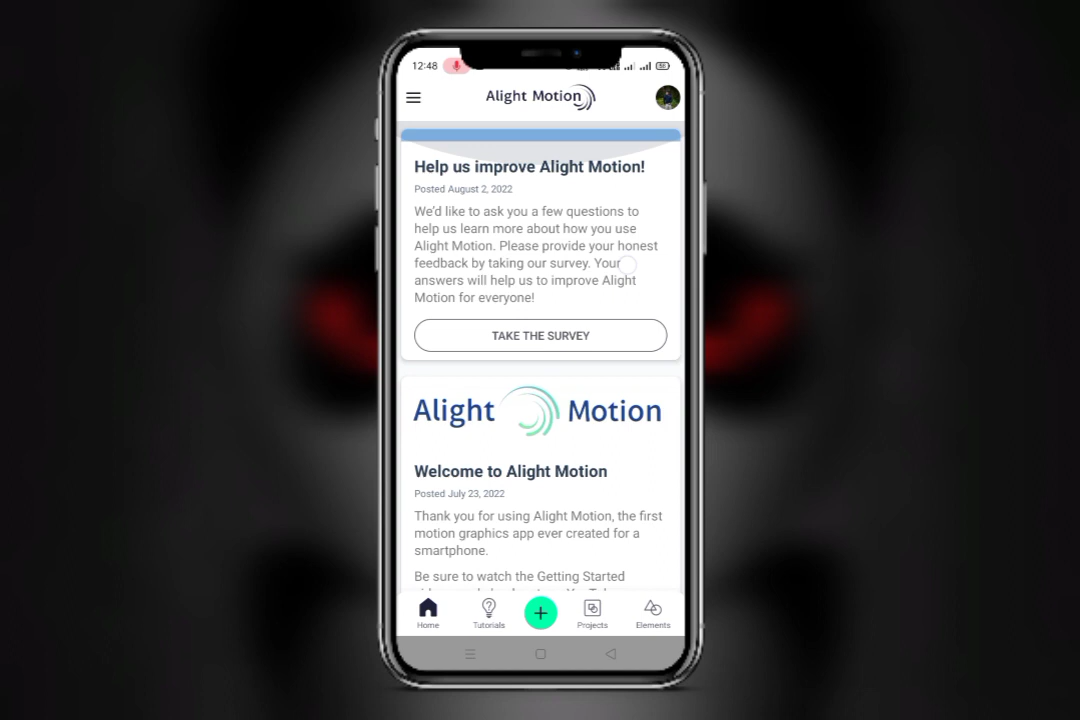 12:48
Alight Motion
Help us improve Alight Motion!
Posted August 2, 2022
We'd like to ask you a few questions to
help us learn more about how you use
Alight Motion. Please provide your honest
feedback by taking our survey. Your
answers will help us to improve Alight
Motion for everyone!
TAKE THE SURVEY
Alight Motion
Welcome to Alight Motion
Posted July 23, 2022
Thank you for using Alight Motion, the first
motion graphics app ever created for a
smartphone.
Be sure to watch the Getting Started
Home Tutorials Projects Elements